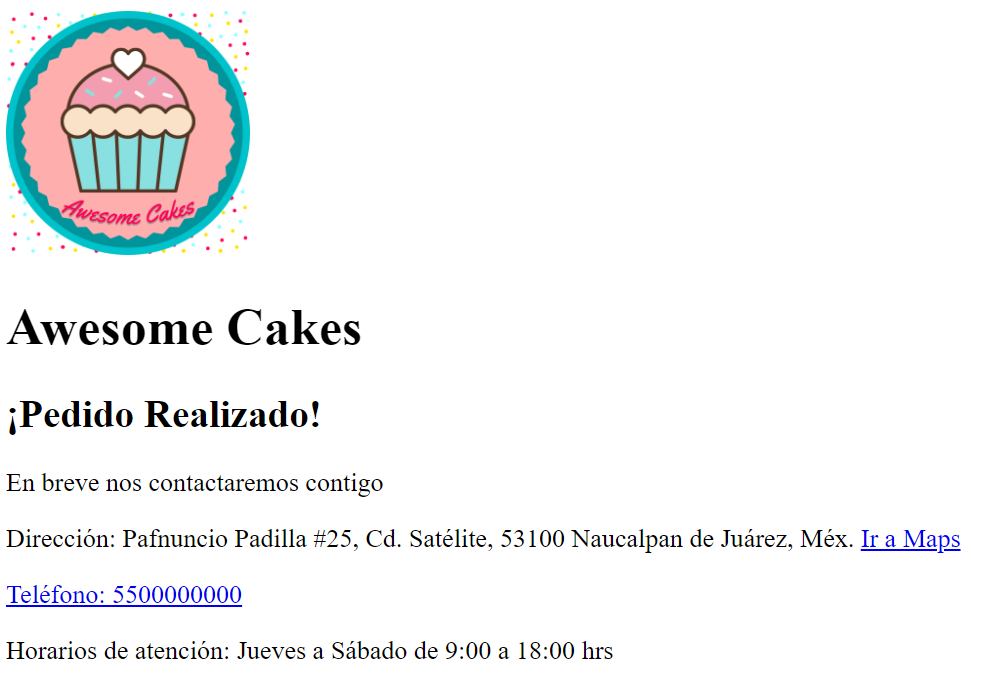 Awesome Cakes
Awesome Cakes
¡Pedido Realizado!
En breve nos contactaremos contigo
Dirección: Pafnuncio Padilla #25, Cd. Satélite, 53100 Naucalpan de Juárez, Méx. Ir a Maps
Teléfono: 5500000000
Horarios de atención: Jueves a Sábado de 9:00 a 18:00 hrs